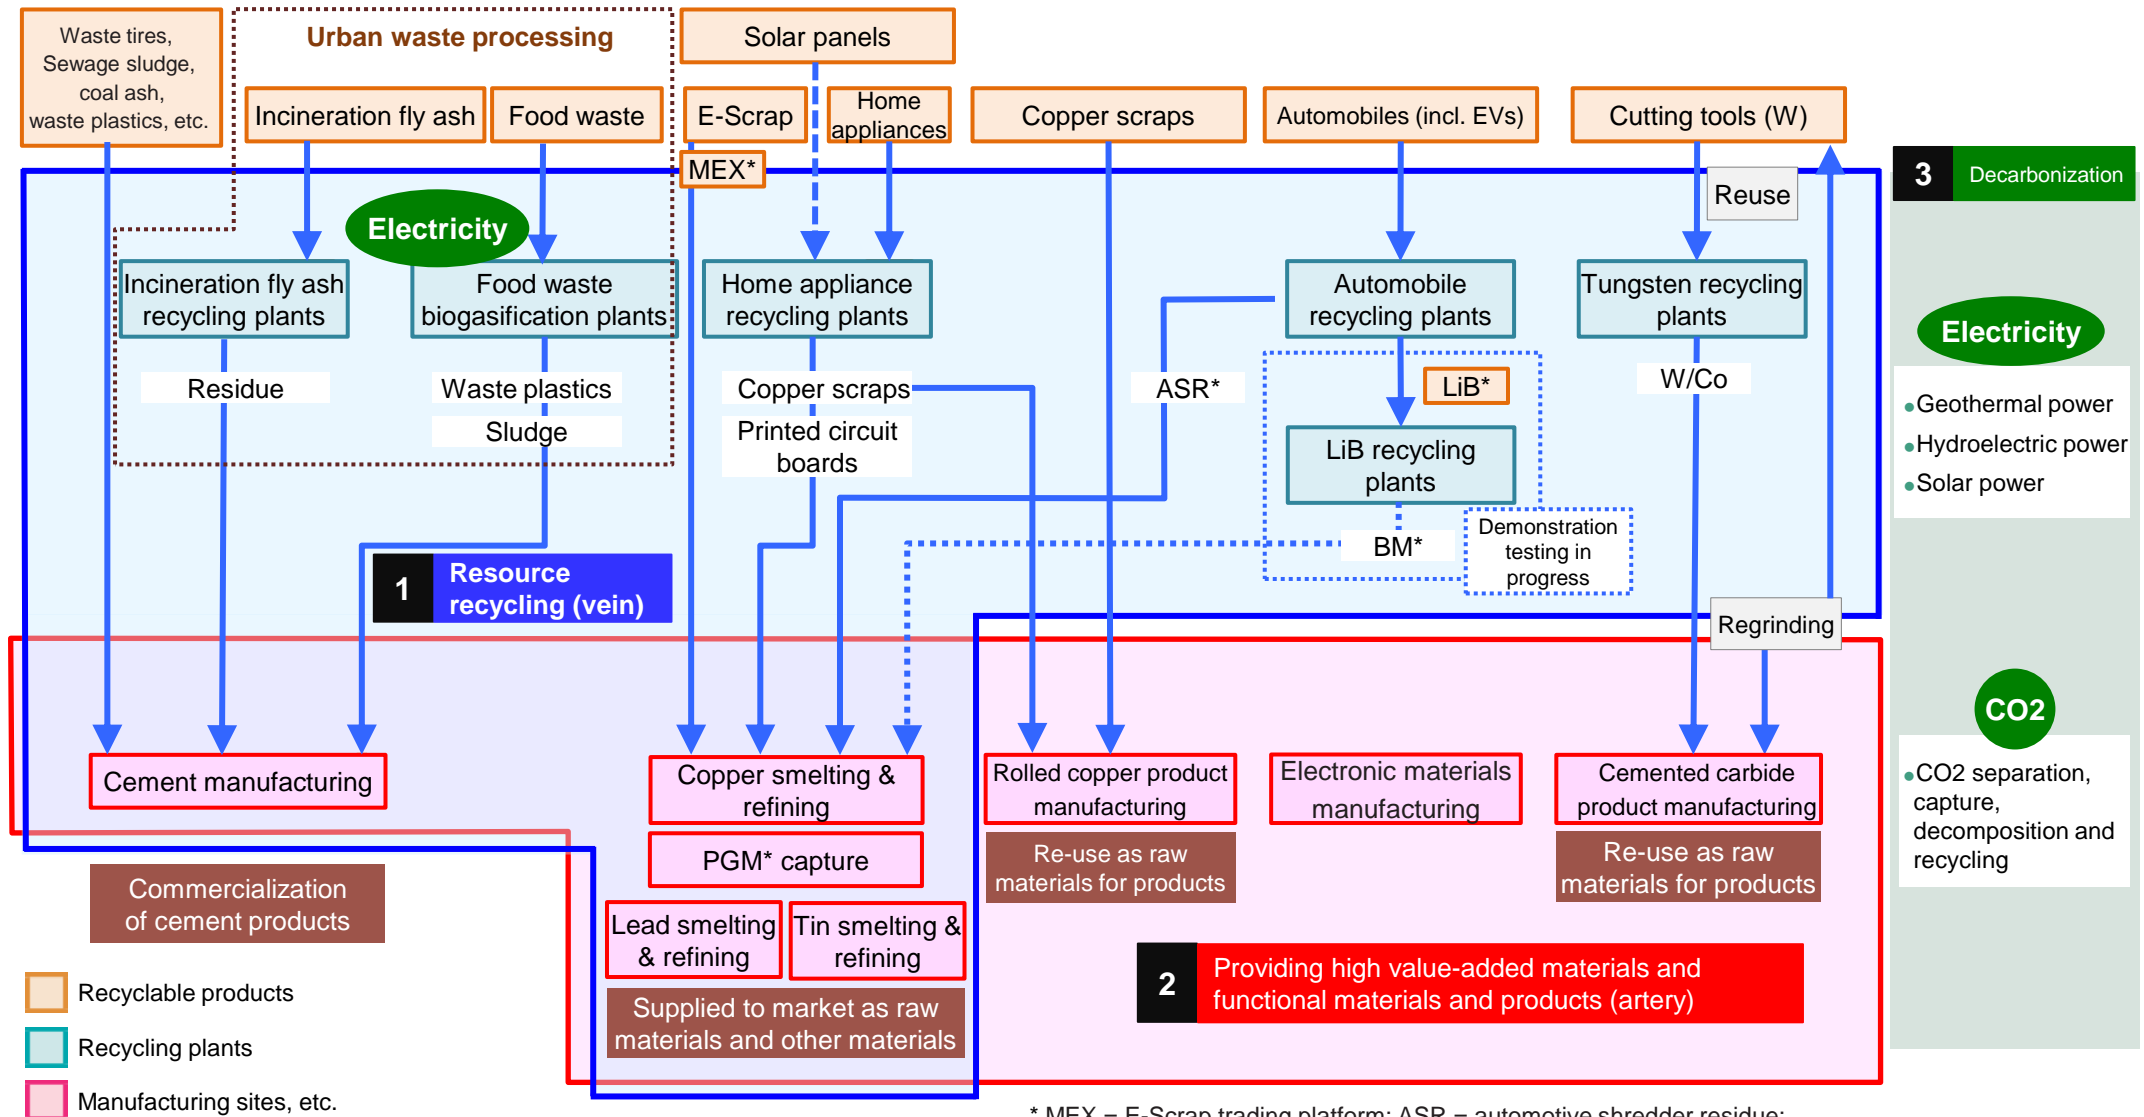 Waste tires,
Sewage sludge,
coal ash,
waste plastics, etc.
Urban waste processing
Solar panels
Incineration fly ash
Food waste
E-Scrap
Home
appliances
Copper scraps
Automobiles (incl. EVs)
Cutting tools (W)
MEX*
Reuse
3
Decarbonization
Electricity
Incineration fly ash
recycling plants
Food waste
biogasification plants
Home appliance
recycling plants
Automobile
recycling plants
Tungsten recycling
plants
Electricity
Residue
Waste plastics
Sludge
Copper scraps
Printed circuit
boards
ASR*
LiB*
W/Co
LiB recycling
plants
BM*
Demonstration
testing in
progress
•Geothermal power
•Hydroelectric power
•Solar power
1
Resource
recycling (vein)
Regrinding
CO2
•CO2 separation,
capture,
decomposition and
recycling
Cement manufacturing
Copper smelting &
refining
Rolled copper product
manufacturing
Electronic materials
manufacturing
Cemented carbide
product manufacturing
PGM* capture
Re-use as raw
materials for products
Re-use as raw
materials for products
Commercialization
of cement products
Lead smelting
& refining
Tin smelting &
refining
Supplied to market as raw
materials and other materials
2
Providing high value-added materials and
functional materials and products (artery)
Recyclable products
Recycling plants
Manufacturing sites, etc.
* MEX = E-Scrap trading platform; ASR = automotive shredder residue;